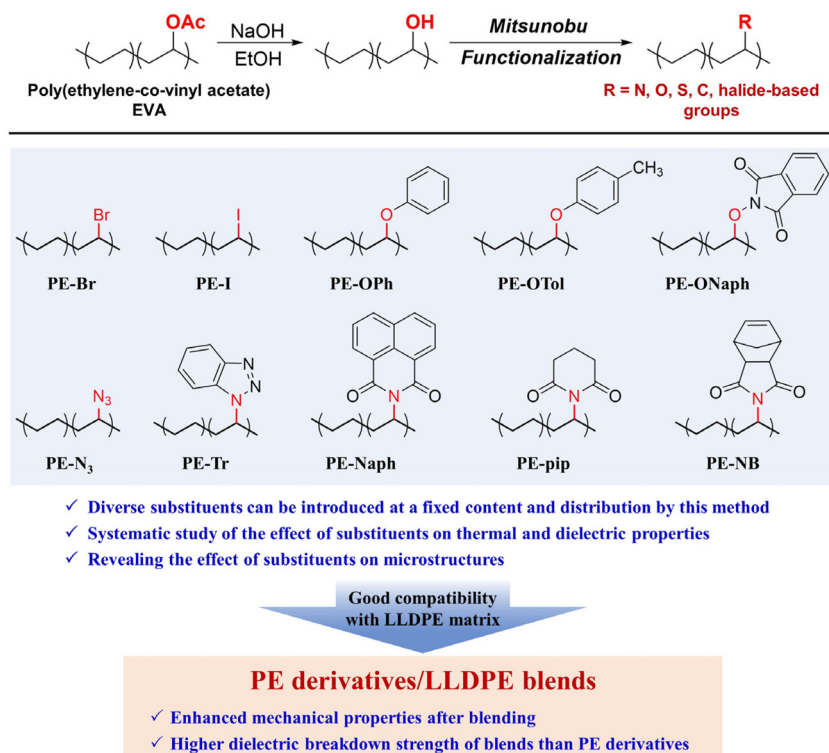 OAc
NaOH
EtOH
OH
Mitsunobu
Functionalization
R
Poly(ethylene-co-vinyl acetate)
EVA
R = N, O, S, C, halide-based
groups
Br
PE-Br
I
PE-I
O
PE-OPh
CH3
O
PE-OTol
O
O
N
O
PE-ONaph
N3
PE-N3
N
N
N
PE-Tr
O
N
O
PE-Naph
O
N
O
PE-pip
O
N
O
PE-NB
✓ Diverse substituents can be introduced at a fixed content and distribution by this method
✓ Systematic study of the effect of substituents on thermal and dielectric properties
✓ Revealing the effect of substituents on microstructures
Good compatibility
with LLDPE matrix
PE derivatives/LLDPE blends
✓ Enhanced mechanical properties after blending
✓ Higher dielectric breakdown strength of blends than PE derivatives